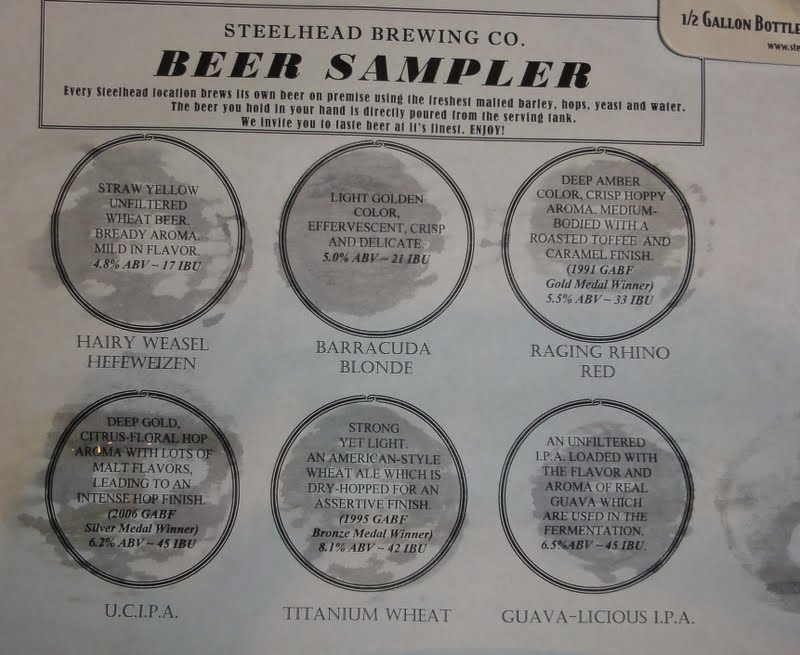 1/2 GALLON BOTTLE
www.ste
STEELHEAD BREWING CO.
BEER SAMPLER
Every Steelhead location brews its own beer on premise using the freshest malted barley, hops, yeast and water.
The beer you hold in your hand is directly poured from the serving tank.
We invite you to taste beer at it's finest. ENJOY!
STRAW YELLOW
UNFILTERED
WHEAT BEER.
BREADY AROMA.
MILD IN FLAVOR.
4.8% ABV ~ 17 IBU
HAIRY WEASEL
HEFEWEIZEN
LIGHT GOLDEN
COLOR,
EFFERVESCENT, CRISP
AND DELICATE.
5.0% ABV ~ 21 IBU
BARRACUDA
BLONDE
DEEP AMBER
COLOR, CRISP HOPPY
AROMA. MEDIUM-
BODIED WITH A
ROASTED TOFFEE AND
CARAMEL FINISH.
(1991 GABF
Gold Medal Winner)
5.5% ABV ~ 33 IBU
RAGING RHINO
RED
DEEP GOLD,
CITRUS-FLORAL HOP
AROMA WITH LOTS OF
MALT FLAVORS,
LEADING TO AN
INTENSE HOP FINISH.
(2006 GABF
Silver Medal Winner)
6.2% ABV ~ 45 IBU
U.C.I.P.A.
STRONG
YET LIGHT.
AN AMERICAN-STYLE
WHEAT ALE WHICH IS
DRY-HOPPED FOR AN
ASSERTIVE FINISH.
(1995 GABF
Bronze Medal Winner)
8.1% ABV ~ 42 IBU
TITANIUM WHEAT
AN UNFILTERED
I.P.A. LOADED WITH
THE FLAVOR AND
AROMA OF REAL
GUAVA WHICH
ARE USED IN THE
FERMENTATION.
6.5%ABV ~ 45 IBU.
GUAVA-LICIOUS I.P.A.